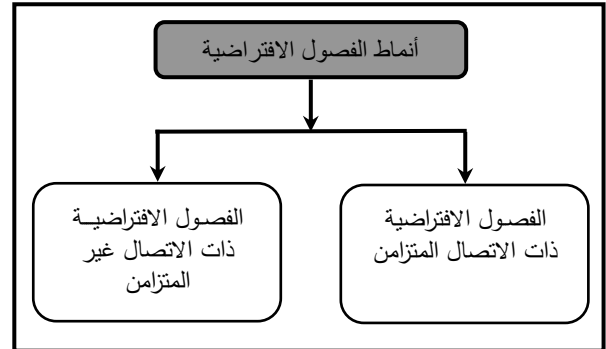 أنماط الفصول الافتراضية
الفصول الافتراضية
ذات الاتصال المتزامن
الفصول الافتراضيــة
ذات الاتصال غير
المتزامن